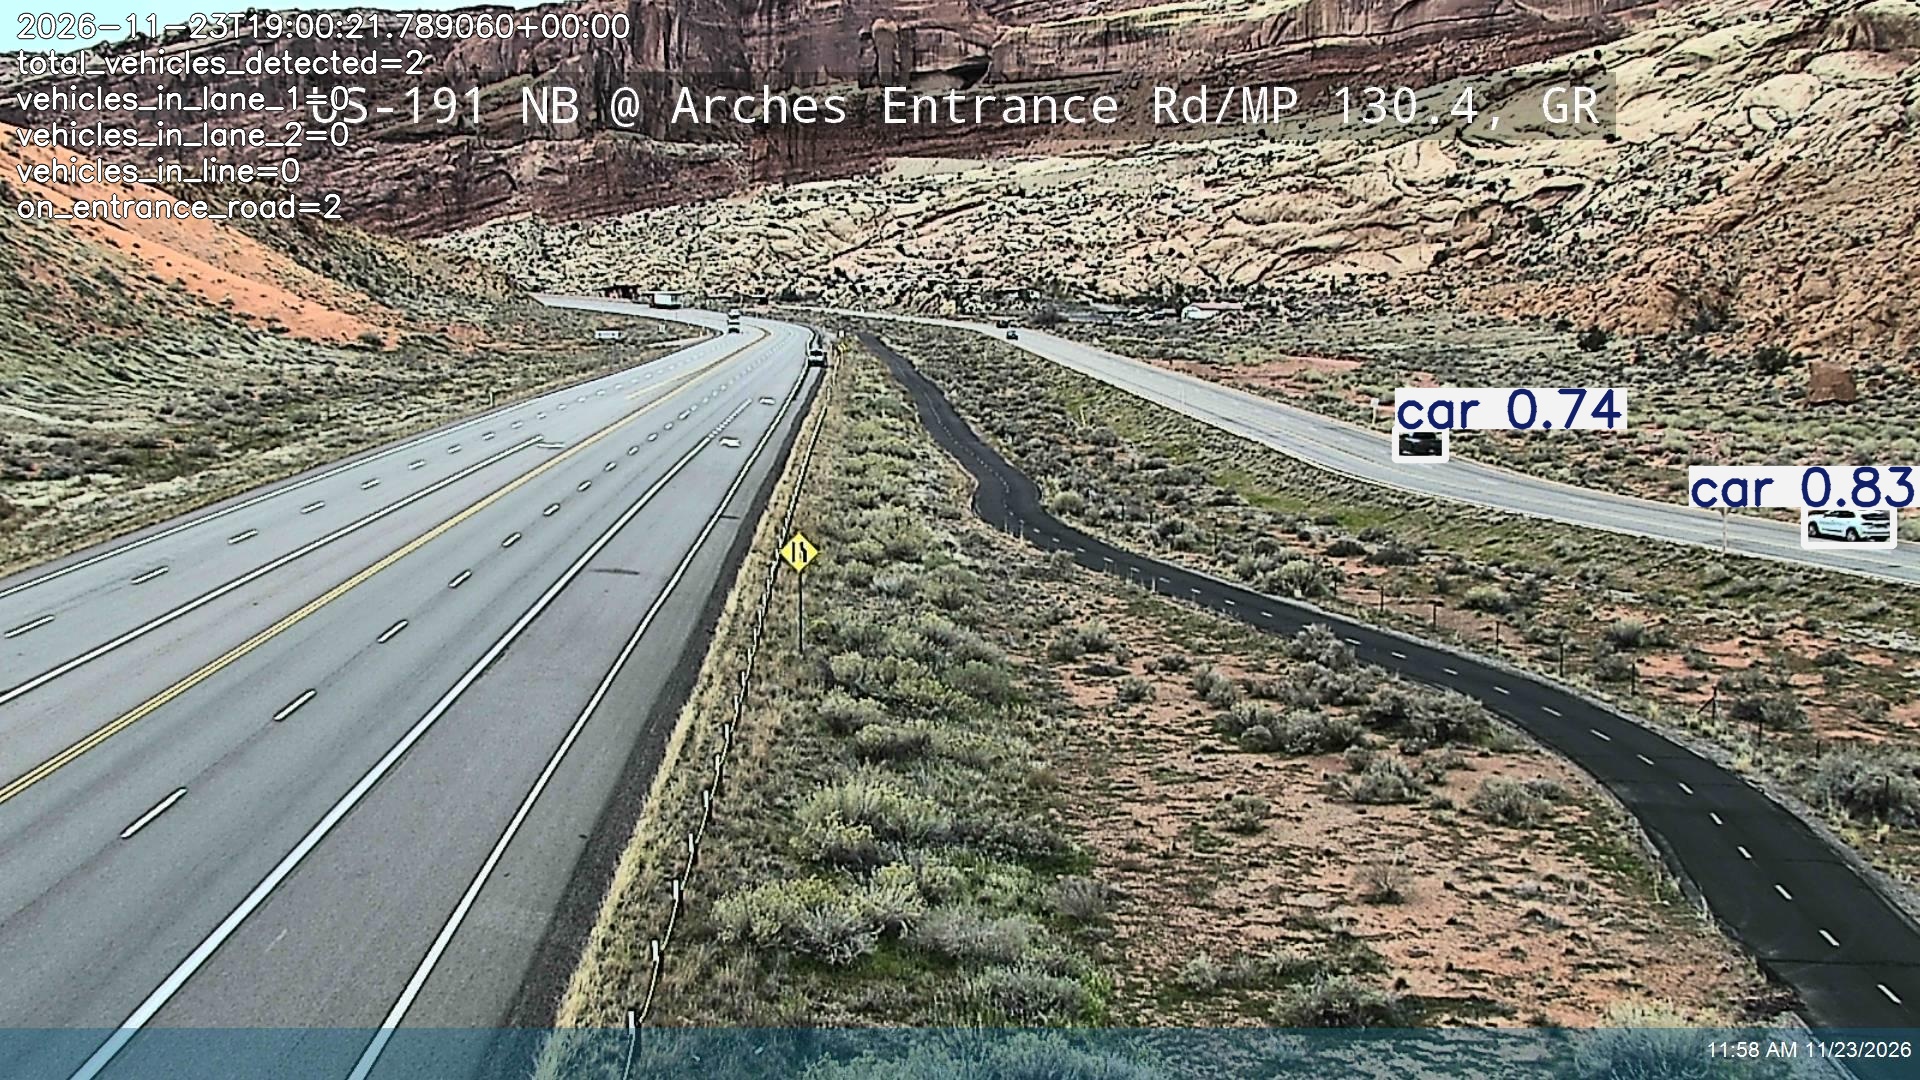 2026-11-23T19:00:21.789060+00:00
total_vehicles_detected=2
vehicles_in_lane_1=0
US-191 NB @ Arches Entrance Rd/MP 130.4, GR
vehicles_in_lane_2=0
vehicles_in_line=0
on_entrance_road=2
car 0.74
car 0.83
11:58 AM 11/23/2026